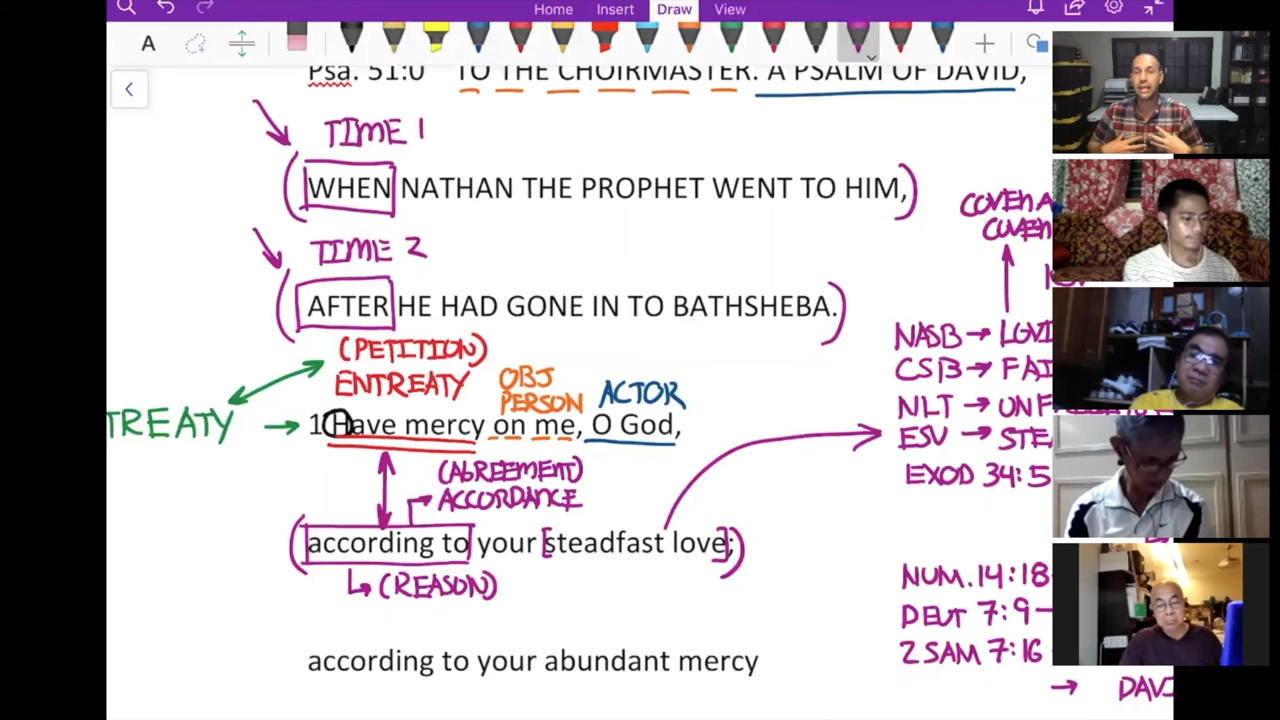 Home Insert Draw View
A
Psa. 51:0 TO THE CHOIRMASTER. A PSALM OF DAVID,
TIME 1
(WHEN NATHAN THE PROPHET WENT TO HIM,)
TIME 2
(AFTER HE HAD GONE IN TO BATHSHEBA.)
(PETITION)
ENTREATY
OBJ
PERSON
ACTOR
TREATY → 1 Have mercy on me, O God,
(AGREEMENT)
ACCORDANCE
(according to your [steadfast love];)
(REASON)
according to your abundant mercy
NASB →
CSB →
NLT →
ESV →
EXOD 34:5
NUM. 14:18
DEUT 7:9
2 SAM 7:16
→